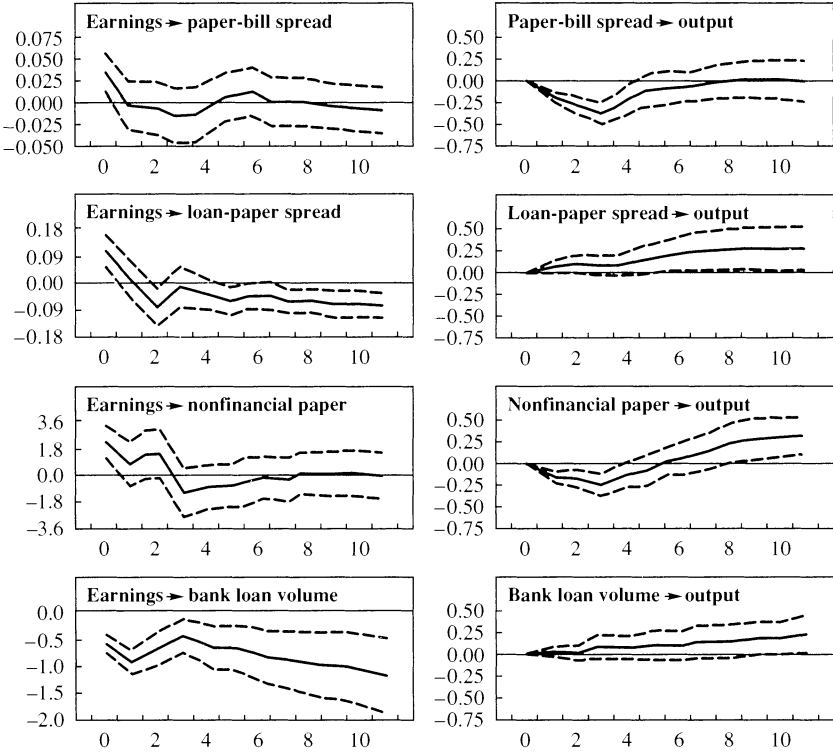 Earnings → paper-bill spread
0.075
0.050
0.025
0.000
−0.025
−0.050
0 2 4 6 8 10
Paper-bill spread → output
0.50
0.25
−0.00
−0.25
−0.50
−0.75
0 2 4 6 8 10
Earnings → loan-paper spread
0.18
0.09
0.00
−0.09
−0.18
0 2 4 6 8 10
Loan-paper spread → output
0.50
0.25
0.00
−0.25
−0.50
−0.75
0 2 4 6 8 10
Earnings → nonfinancial paper
3.6
1.8
0.0
−1.8
−3.6
0 2 4 6 8 10
Nonfinancial paper → output
0.50
0.25
−0.00
−0.25
−0.50
−0.75
0 2 4 6 8 10
Earnings → bank loan volume
0.0
−0.5
−1.0
−1.5
−2.0
0 2 4 6 8 10
Bank loan volume → output
0.50
0.25
0.00
−0.25
−0.50
−0.75
0 2 4 6 8 10